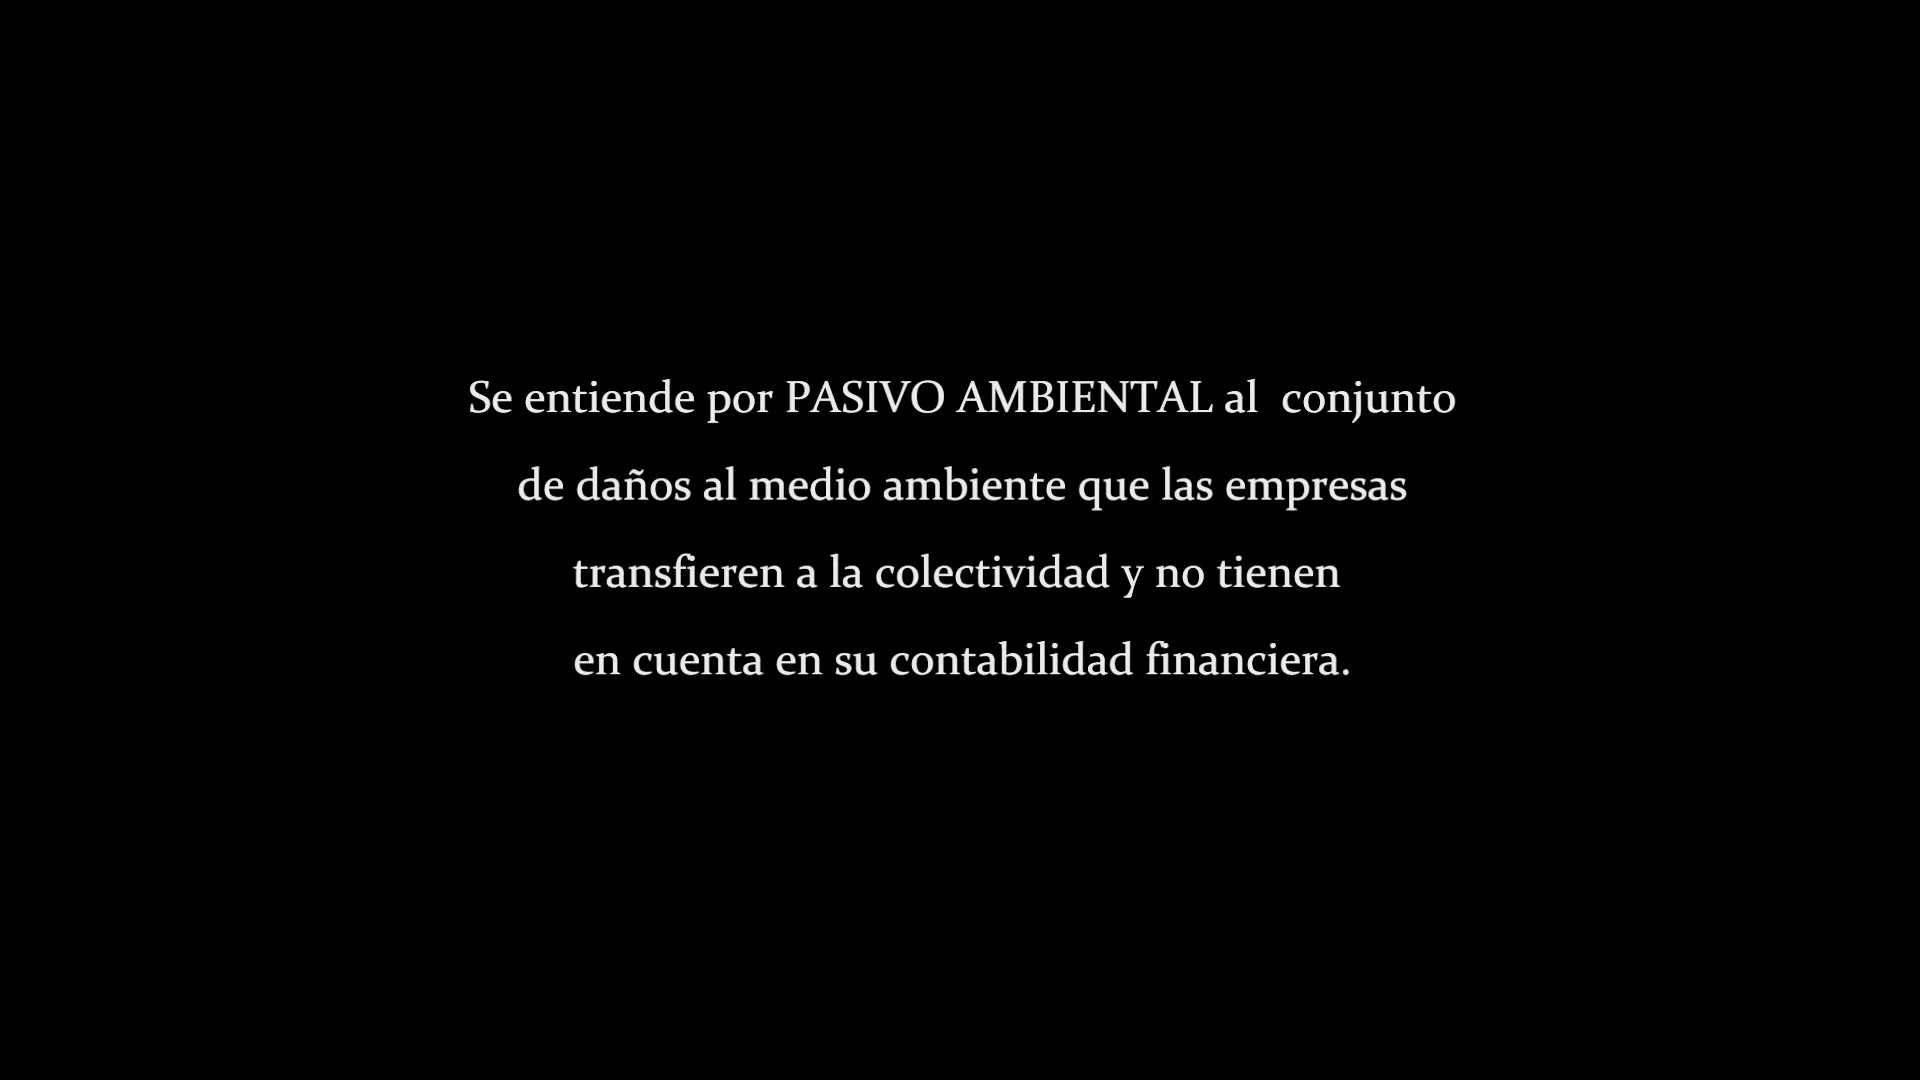 Se entiende por PASIVO AMBIENTAL al  conjunto
de daños al medio ambiente que las empresas
transfieren a la colectividad y no tienen
en cuenta en su contabilidad financiera.